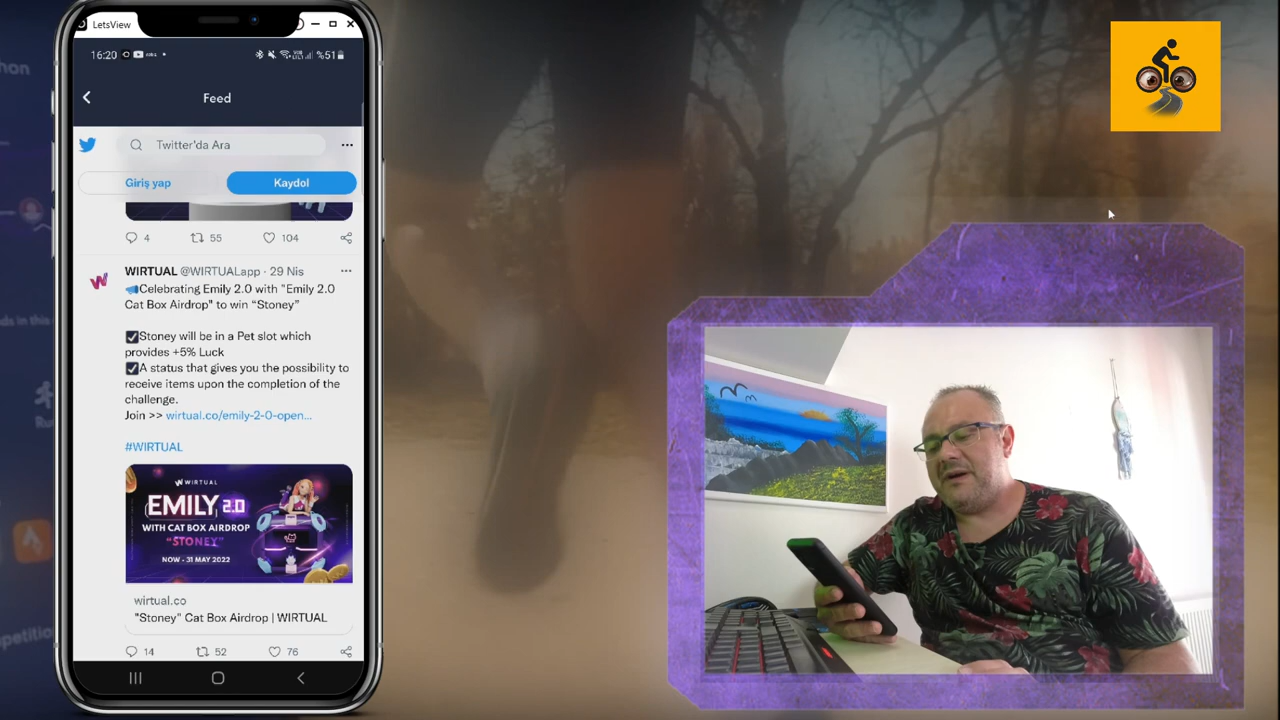 LetsView
16:20
%51
Feed
Twitter'da Ara
Giriş yap
Kaydol
4
55
104
WIRTUAL @WIRTUALapp · 29 Nis
Celebrating Emily 2.0 with "Emily 2.0
Cat Box Airdrop" to win “Stoney”
Stoney will be in a Pet slot which
provides +5% Luck
A status that gives you the possibility to
receive items upon the completion of the
challenge.
Join >> wirtual.co/emily-2-0-open...
#WIRTUAL
WIRTUAL
EMILY 2.0
WITH CAT BOX AIRDROP
"STONEY"
NOW - 31 MAY 2022
wirtual.co
"Stoney" Cat Box Airdrop | WIRTUAL
14
52
76